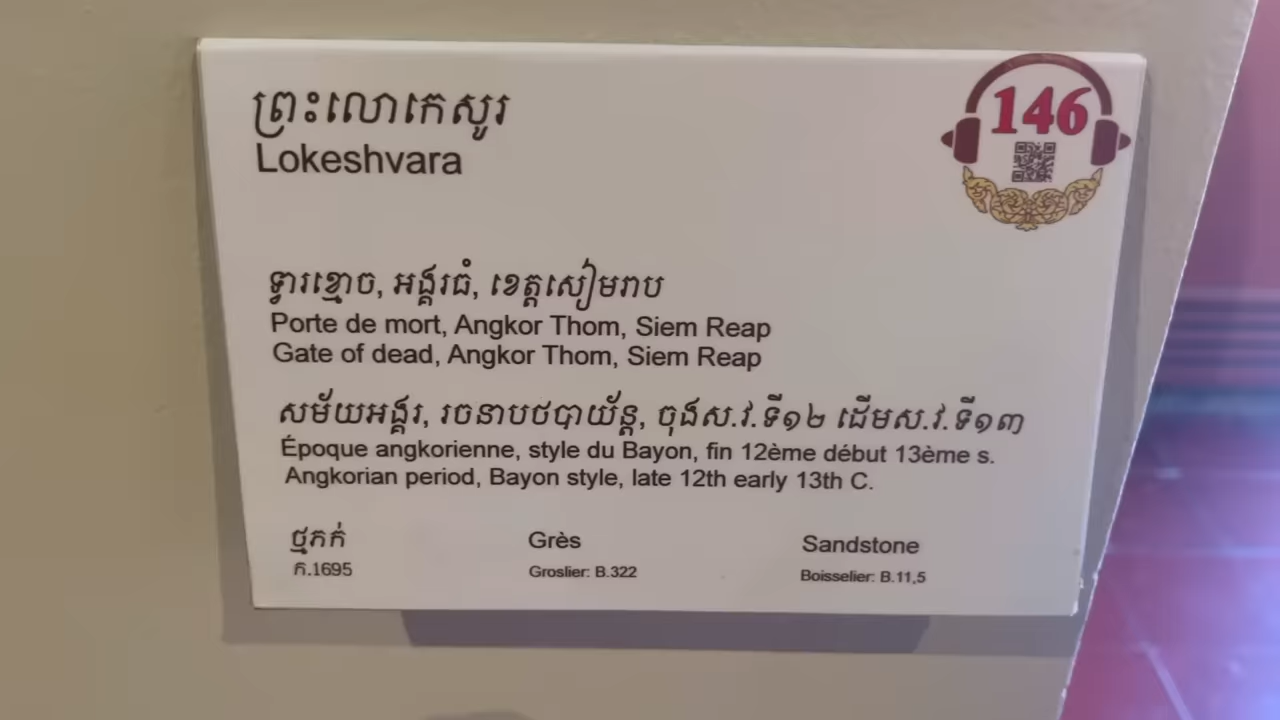 ព្រះលោកេសូរ
Lokeshvara
146
ទ្វារខ្មោច, អង្គរធំ, ខេត្តសៀមរាប
Porte de mort, Angkor Thom, Siem Reap
Gate of dead, Angkor Thom, Siem Reap
សម័យអង្គរ, រចនាបថបាយ័ន្ត, ចុងស.វ.ទី១២ ដើមស.វ.ទី១៣
Époque angkorienne, style du Bayon, fin 12ème début 13ème s.
Angkorian period, Bayon style, late 12th early 13th C.
ថ្មភក់ Grès Sandstone
ក.1695 Groslier: B.322 Boisselier: B.11,5